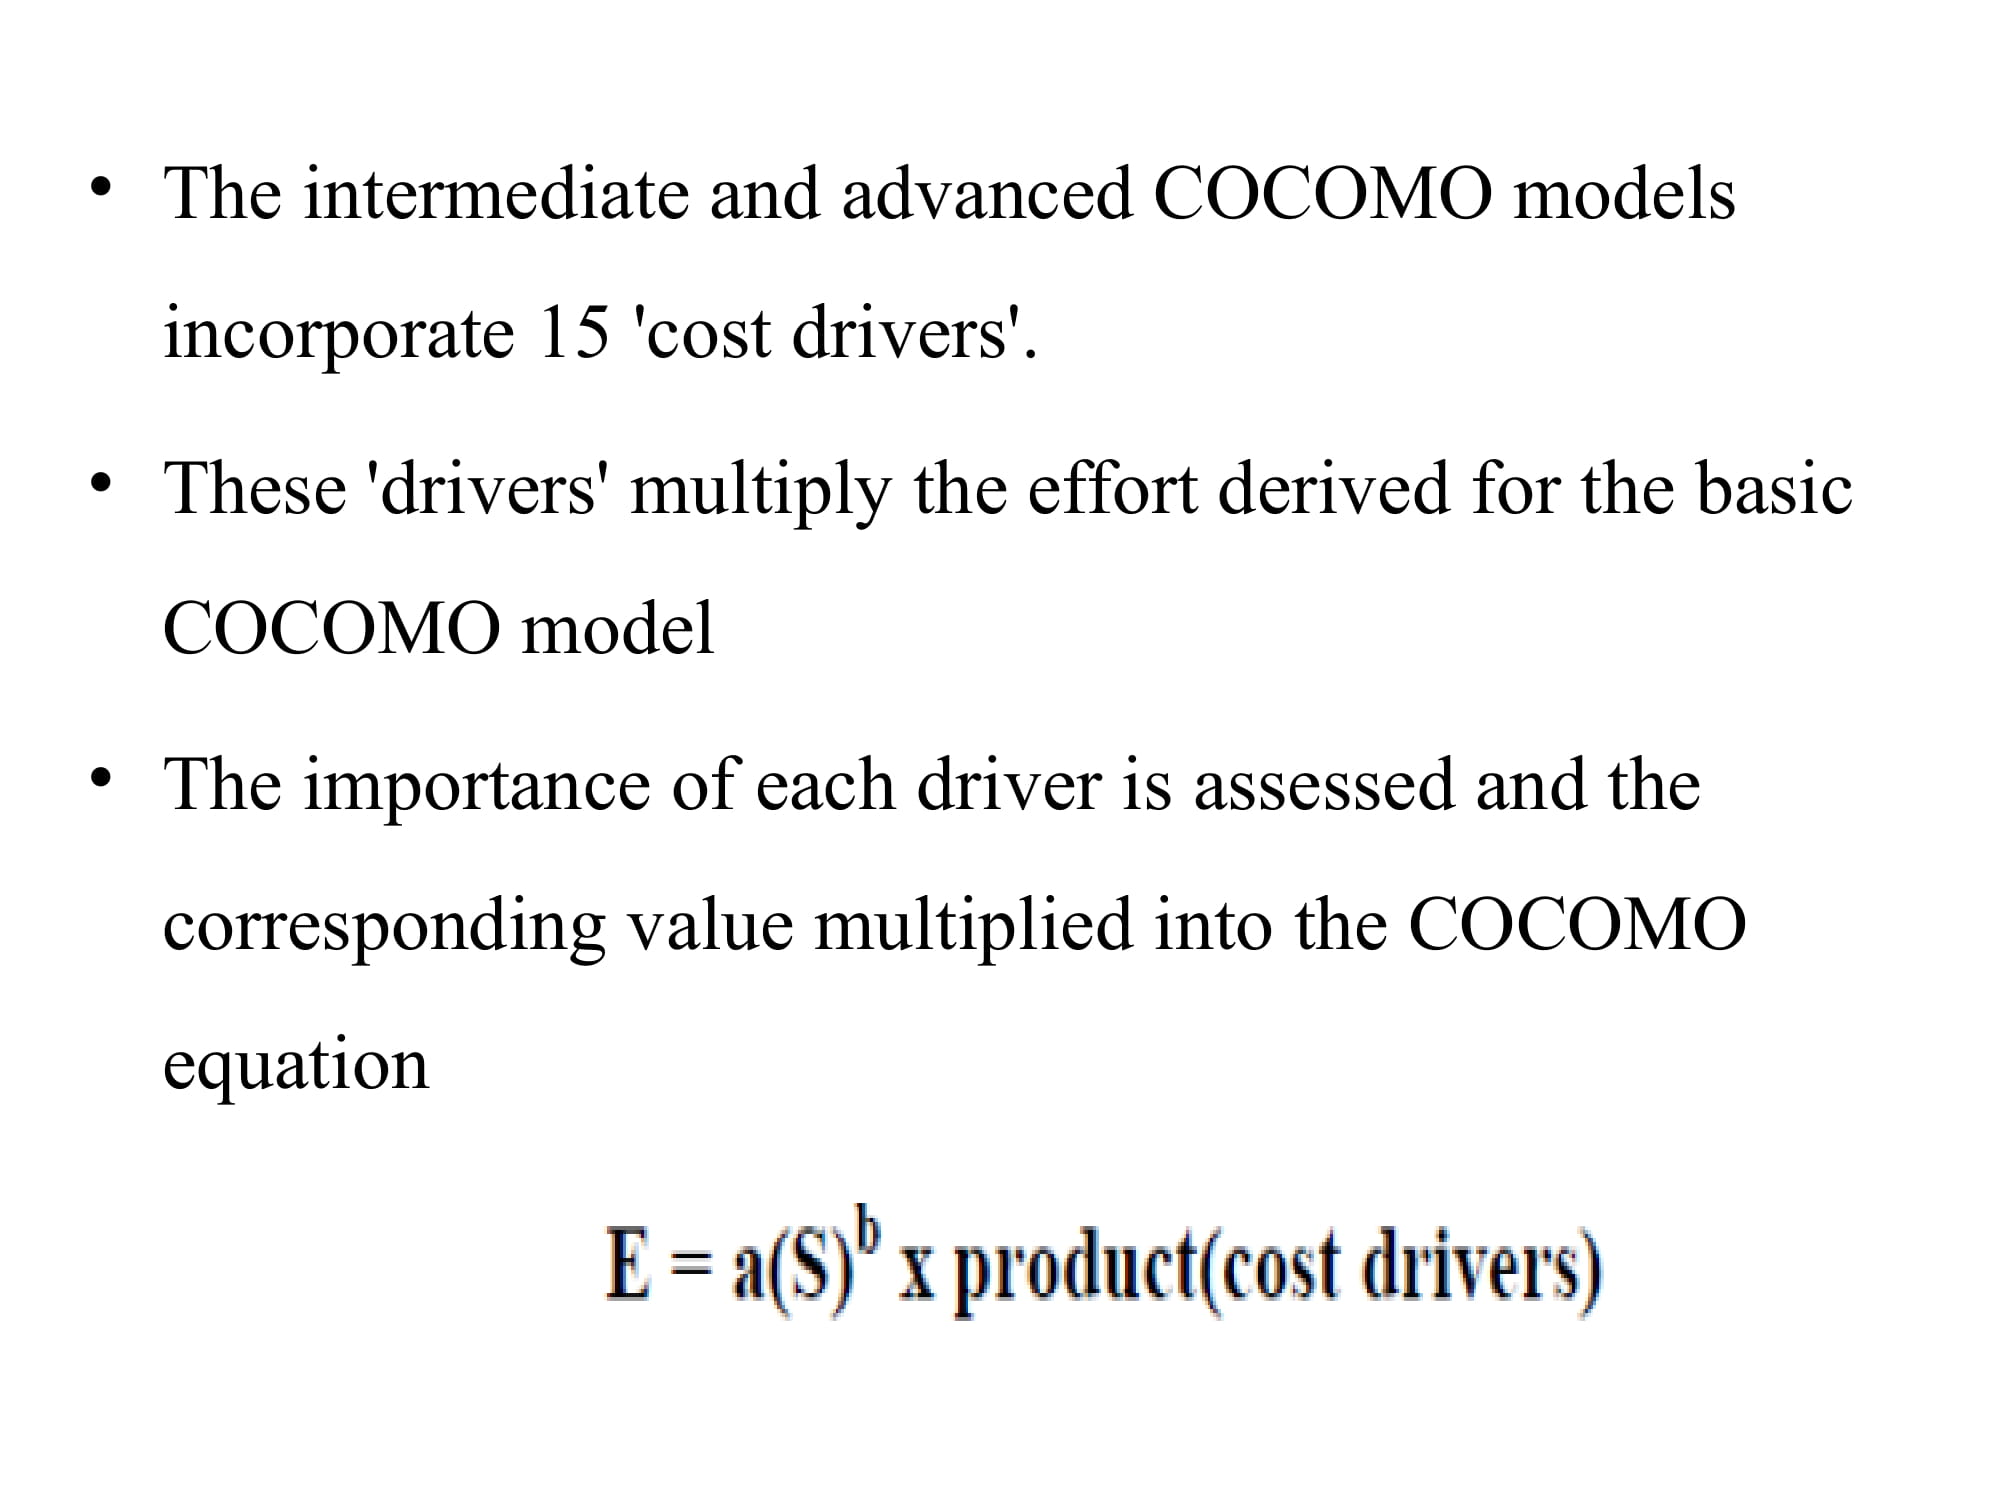 • The intermediate and advanced COCOMO models
incorporate 15 'cost drivers'.
• These 'drivers' multiply the effort derived for the basic
COCOMO model
• The importance of each driver is assessed and the
corresponding value multiplied into the COCOMO
equation
E = a(S)^b x product(cost drivers)